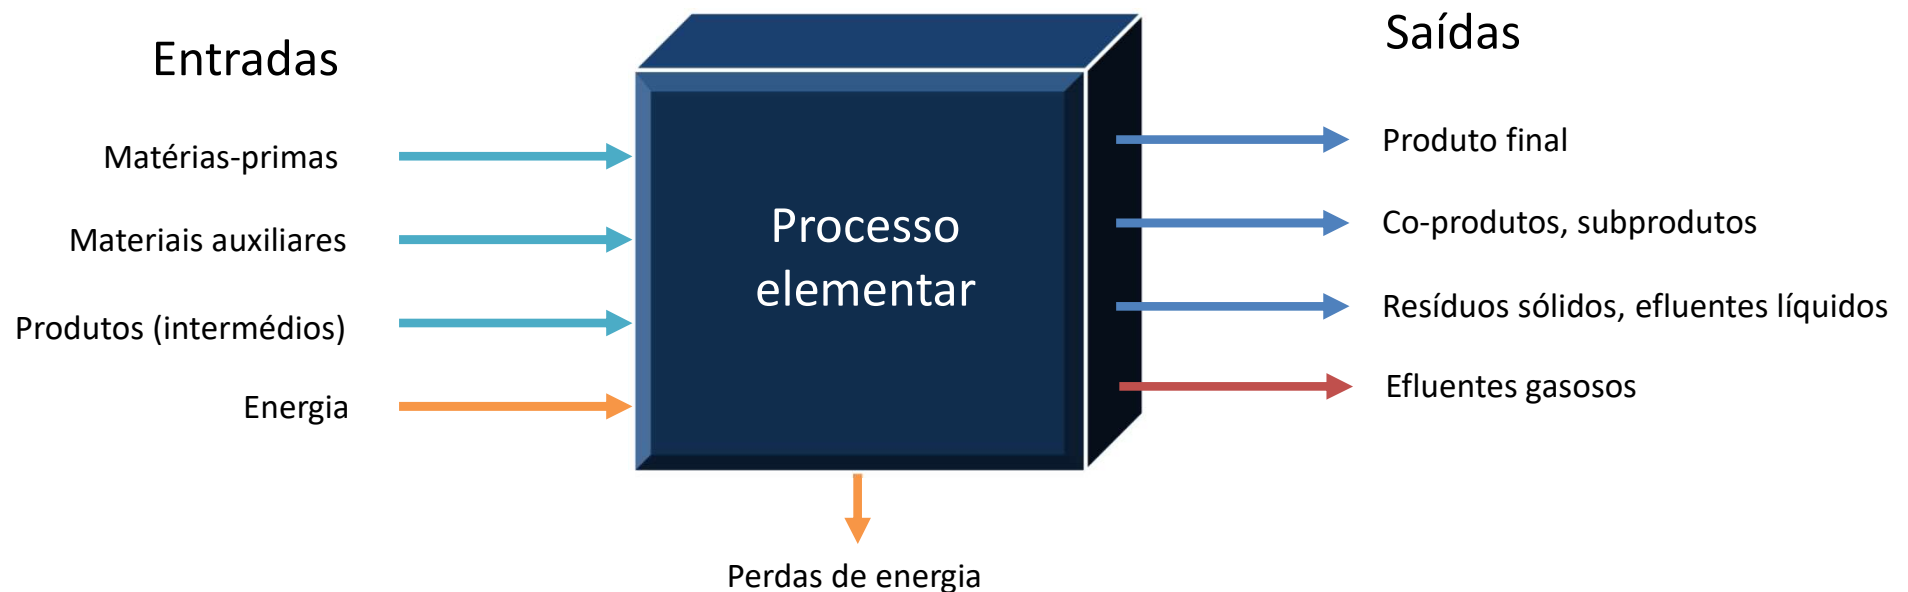 Entradas
Matérias-primas
Materiais auxiliares
Produtos (intermédios)
Energia
Processo
elementar
Perdas de energia
Saídas
Produto final
Co-produtos, subprodutos
Resíduos sólidos, efluentes líquidos
Efluentes gasosos